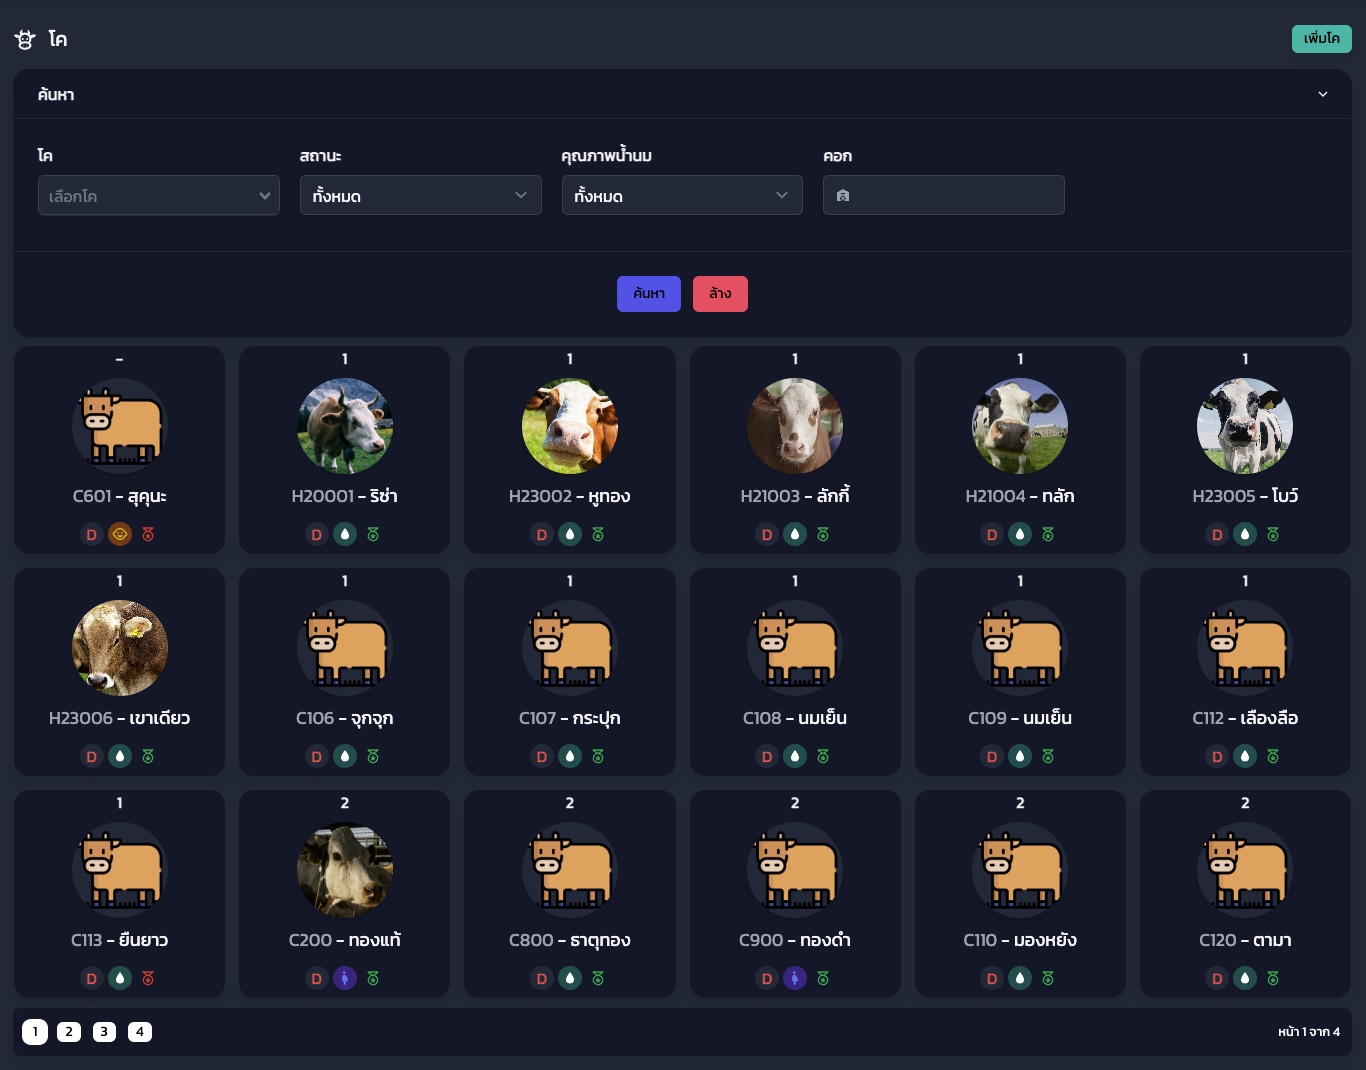 โค
เพิ่มโค
ค้นหา
โค
สถานะ
คุณภาพน้ำนม
คอก
เลือกโค
ทั้งหมด
ทั้งหมด
ค้นหา
ล้าง
-
1
1
1
1
1
C601 - สุคุนะ
H20001 - ริซ่า
H23002 - หูทอง
H21003 - ลักกี้
H21004 - ทลัก
H23005 - โบว์
D
D
D
D
D
D
1
1
1
1
1
1
H23006 - เขาเดียว
C106 - จุกจุก
C107 - กระปุก
C108 - นมเย็น
C109 - นมเย็น
C112 - เลืองลือ
D
D
D
D
D
D
1
2
2
2
2
2
C113 - ยืนยาว
C200 - ทองแท้
C800 - ธาตุทอง
C900 - ทองดำ
C110 - มองหยัง
C120 - ตามา
D
D
D
D
D
D
1 2 3 4
หน้า 1 จาก 4